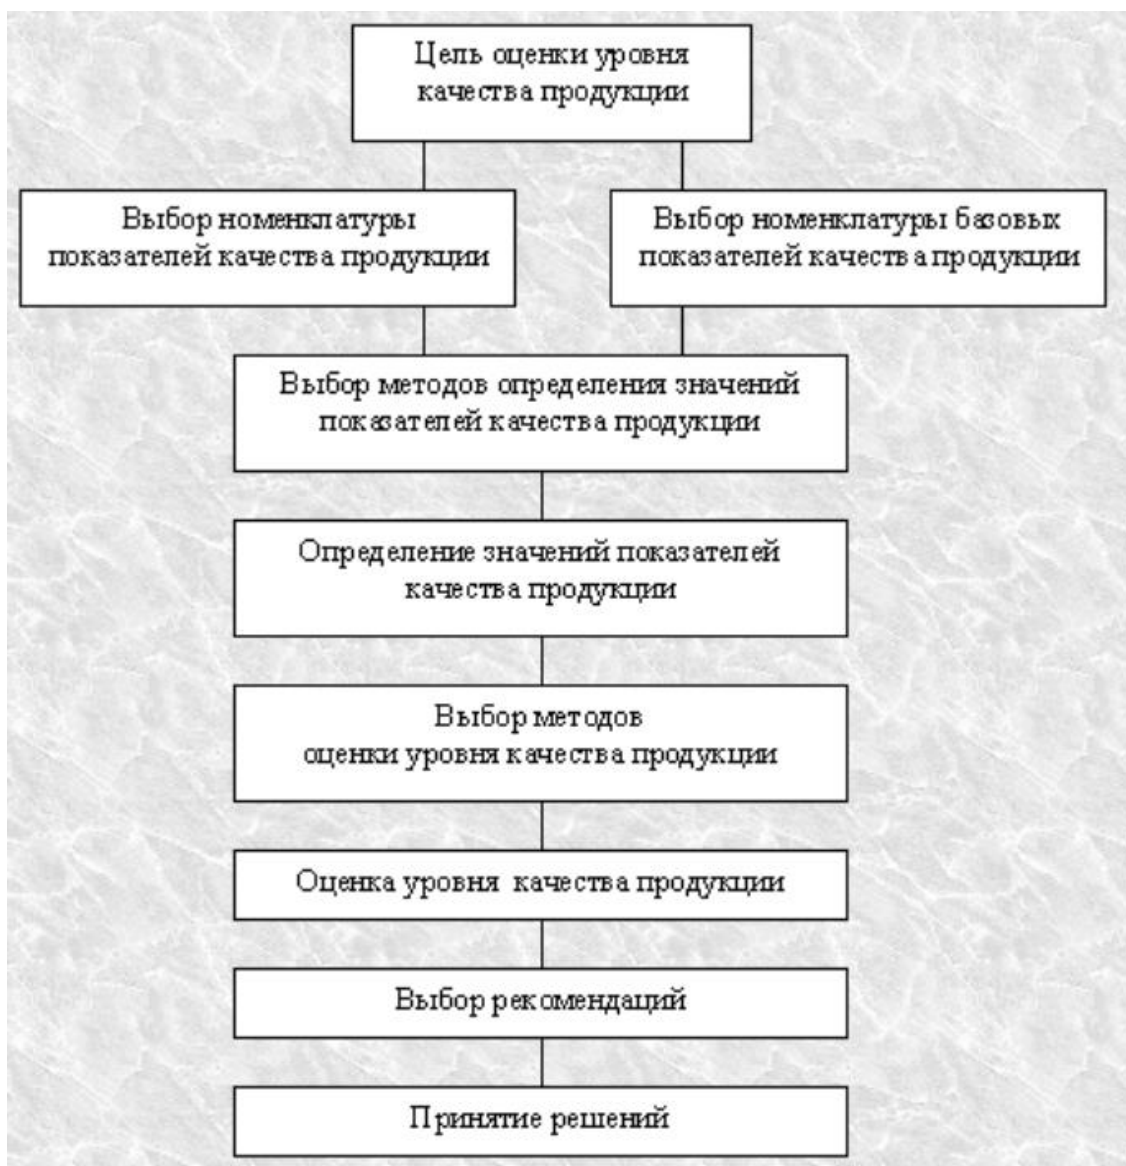 Цель оценки уровня
качества продукции
Выбор номенклатуры
показателей качества продукции
Выбор номенклатуры базовых
показателей качества продукции
Выбор методов определения значений
показателей качества продукции
Определение значений показателей
качества продукции
Выбор методов
оценки уровня качества продукции
Оценка уровня качества продукции
Выбор рекомендаций
Принятие решений